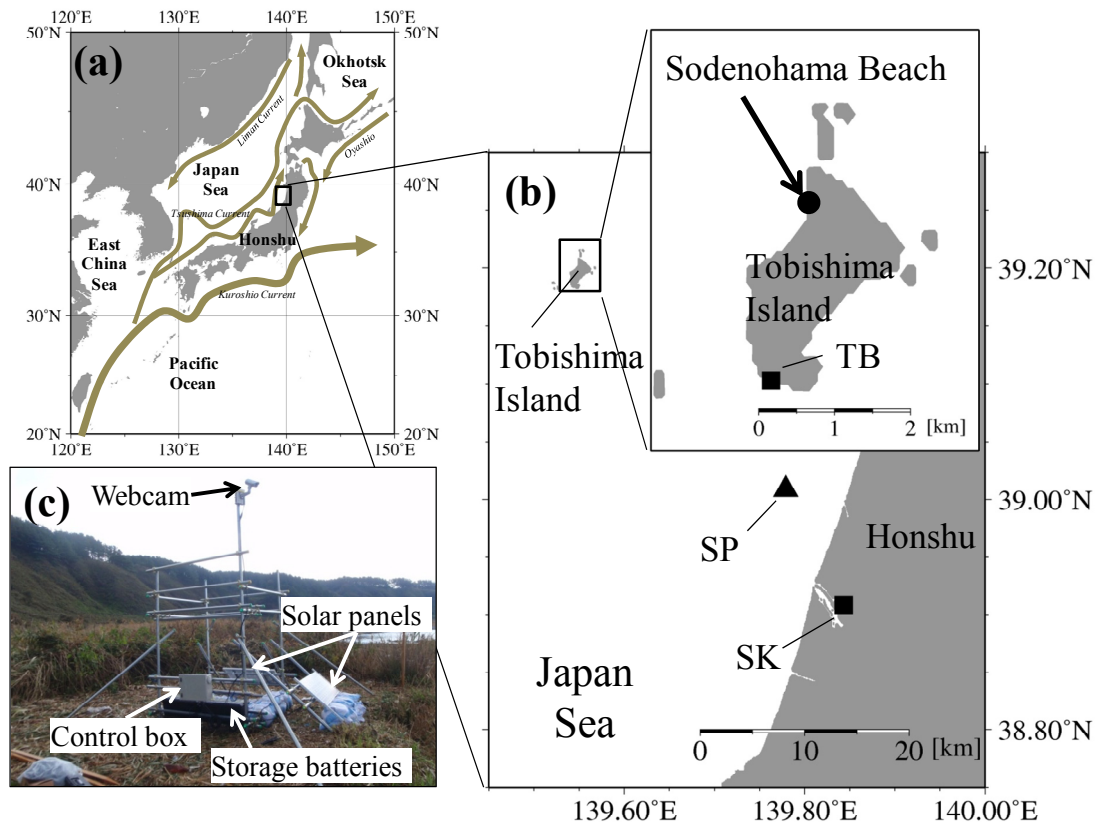 120°E
130°E
140°E
150°E
50°N
50°N
(a)
Okhotsk
Sea
Liman Current
Oyashio
Japan
Sea
40°N
40°N
Tsushima Current
Honshu
East
China
Sea
Kuroshio Current
30°N
30°N
Pacific
Ocean
20°N
20°N
120°E
130°E
140°E
150°E
(b)
Tobishima
Island
Sodenohama Beach
Tobishima
Island
TB
0
1
2
[km]
39.20°N
39.00°N
38.80°N
SP
Honshu
SK
Japan
Sea
0
10
20
[km]
139.60°E
139.80°E
140.00°E
(c)
Webcam
Solar panels
Control box
Storage batteries